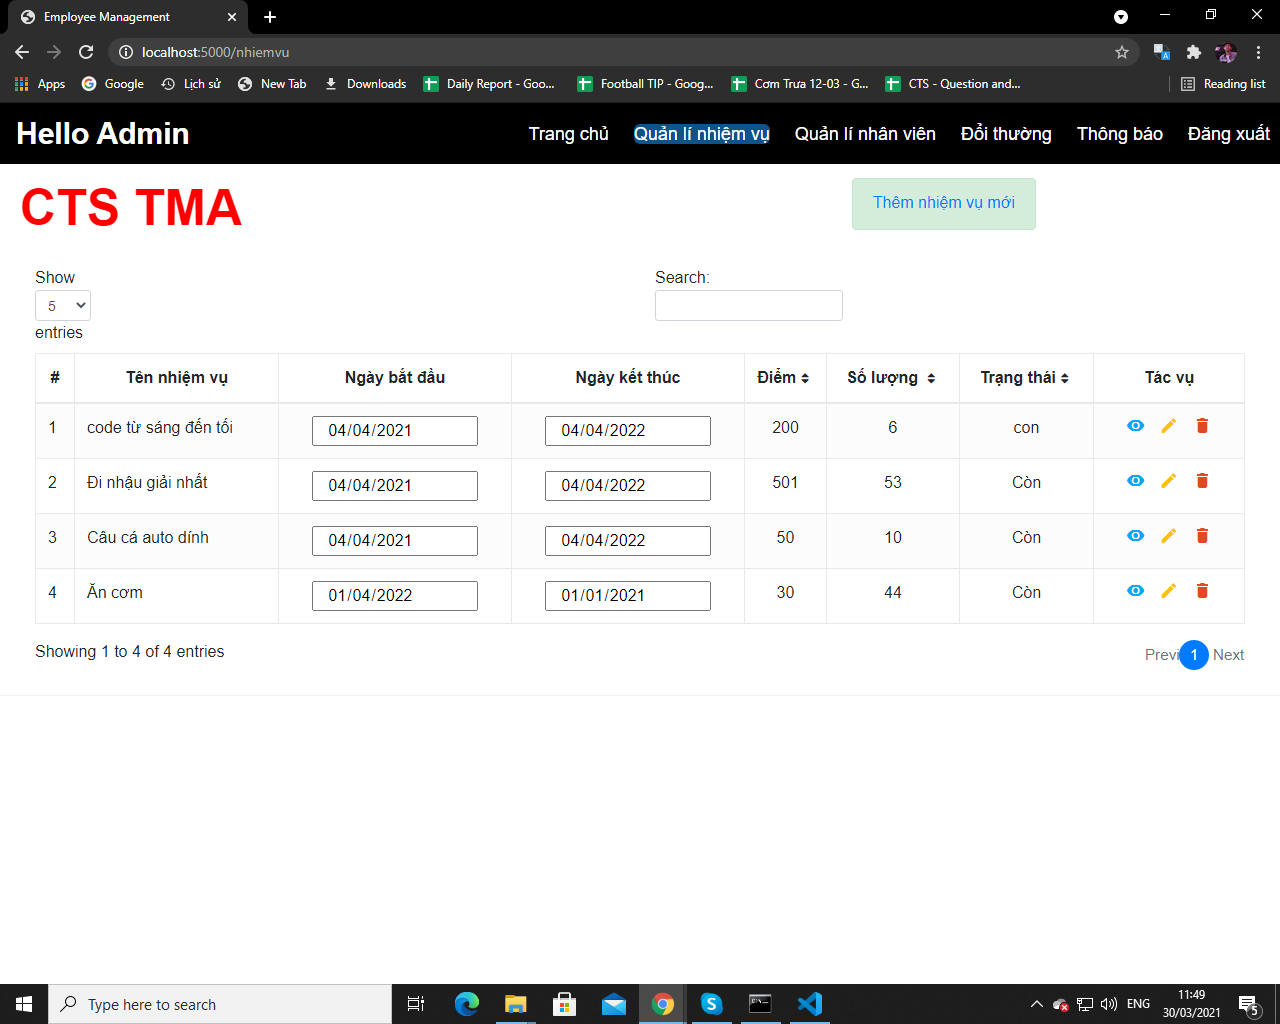 Employee Management
localhost:5000/nhiemvu
Apps Google Lịch sử New Tab Downloads Daily Report - Goo... Football TIP - Goog... Cơm Trưa 12-03 - G... CTS - Question and... Reading list
Hello Admin Trang chủ Quản lí nhiệm vụ Quản lí nhân viên Đổi thường Thông báo Đăng xuất
CTS TMA Thêm nhiệm vụ mới
Show Search:
5
entries
# Tên nhiệm vụ Ngày bắt đầu Ngày kết thúc Điểm Số lượng Trạng thái Tác vụ
1 code từ sáng đến tối 04/04/2021 04/04/2022 200 6 con
2 Đi nhậu giải nhất 04/04/2021 04/04/2022 501 53 Còn
3 Câu cá auto dính 04/04/2021 04/04/2022 50 10 Còn
4 Ăn cơm 01/04/2022 01/01/2021 30 44 Còn
Showing 1 to 4 of 4 entries Previ 1 Next
Type here to search ENG 11:49
30/03/2021 5